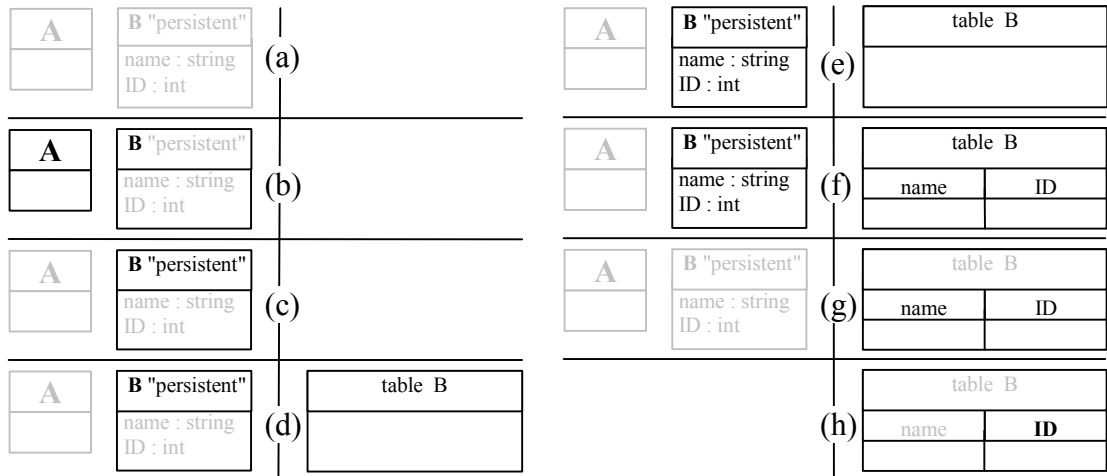 A
B "persistent"
name : string
ID : int
(a)
A
B "persistent"
name : string
ID : int
(b)
A
B "persistent"
name : string
ID : int
(c)
A
B "persistent"
name : string
ID : int
(d)
table B
A
B "persistent"
name : string
ID : int
(e)
table B
A
B "persistent"
name : string
ID : int
(f)
table B
name ID
A
B "persistent"
name : string
ID : int
(g)
table B
name ID
(h)
table B
name ID